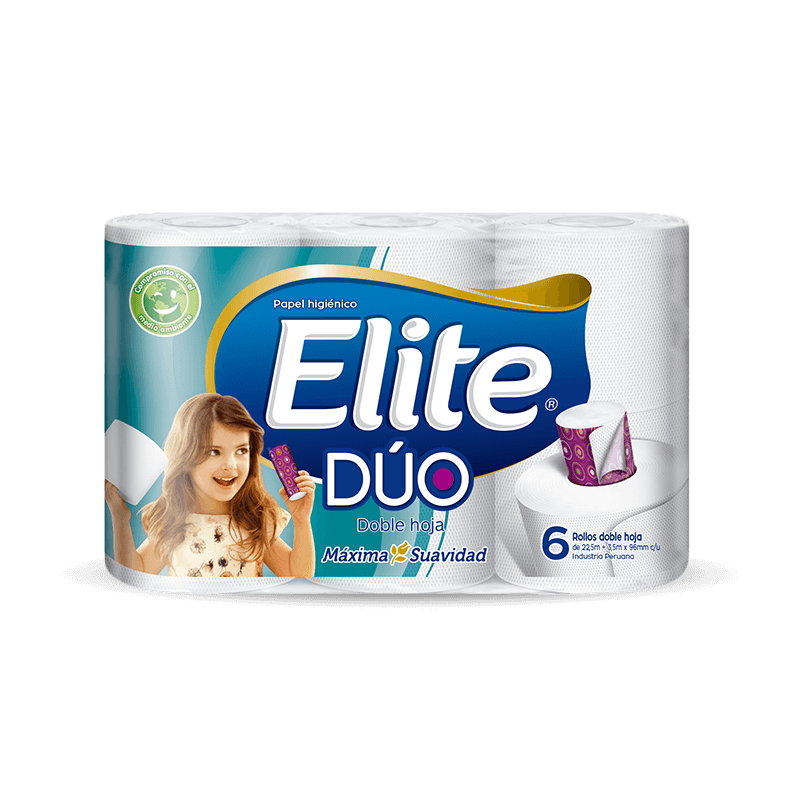 Compromiso con el
medio ambiente
Papel higiénico
Elite®
DÚO
Doble hoja
Máxima Suavidad
6 Rollos doble hoja
de 22,5m + 3,5m x 96mm c/u
Industria Peruana